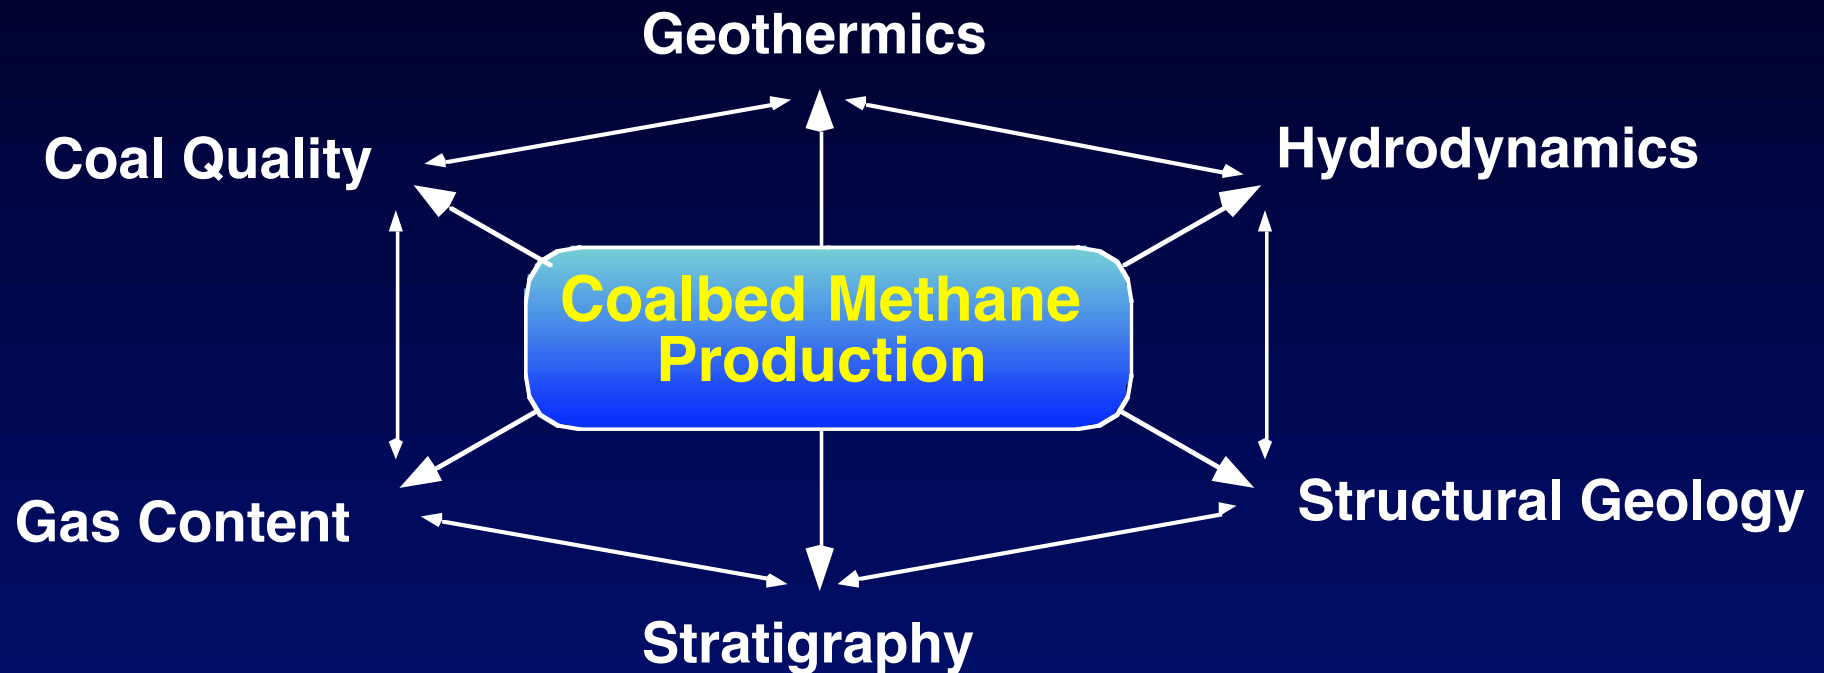 Geothermics
Coal Quality
Hydrodynamics
Coalbed Methane
Production
Gas Content
Structural Geology
Stratigraphy